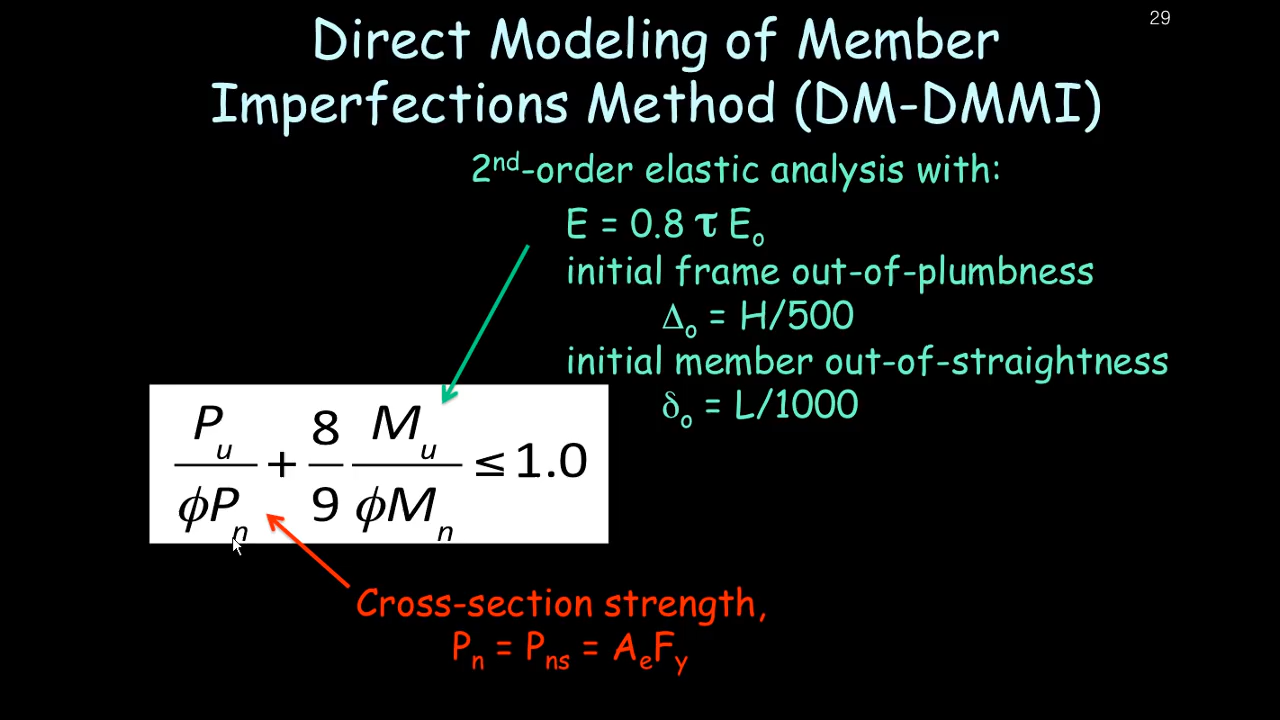 29
Direct Modeling of Member
Imperfections Method (DM-DMMI)
2nd-order elastic analysis with:
E = 0.8 τ Eo
initial frame out-of-plumbness
Δo = H/500
initial member out-of-straightness
δo = L/1000
Pu/ϕPn + 8/9 Mu/ϕMn ≤ 1.0
Cross-section strength,
Pn = Pns = AeFy